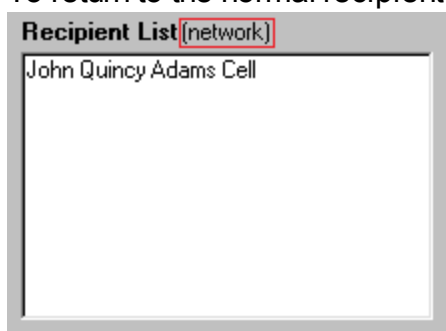 To return to the normal recipient
Recipient List (network)
John Quincy Adams Cell